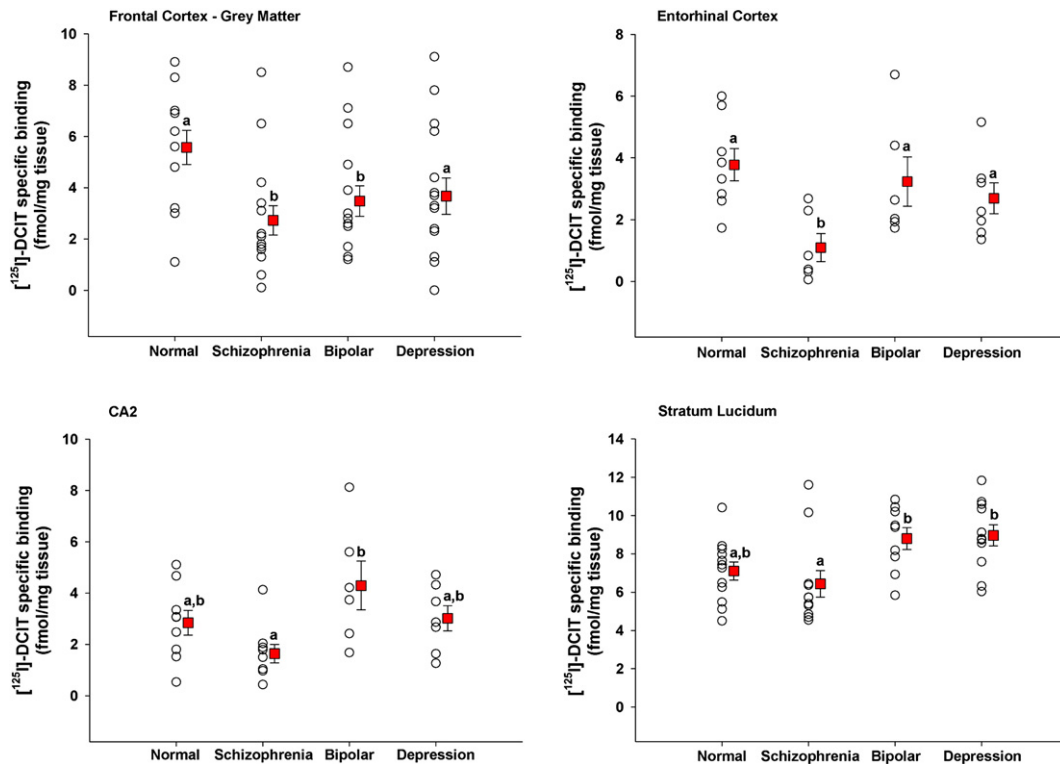 Frontal Cortex - Grey Matter
[¹²⁵I]-DCIT specific binding
(fmol/mg tissue)
10
8
6
4
2
0
a
b
b
a
Normal
Schizophrenia
Bipolar
Depression
Entorhinal Cortex
[¹²⁵I]-DCIT specific binding
(fmol/mg tissue)
8
6
4
2
0
a
b
a
a
Normal
Schizophrenia
Bipolar
Depression
CA2
[¹²⁵I]-DCIT specific binding
(fmol/mg tissue)
10
8
6
4
2
0
a,b
a
b
a,b
Normal
Schizophrenia
Bipolar
Depression
Stratum Lucidum
[¹²⁵I]-DCIT specific binding
(fmol/mg tissue)
14
12
10
8
6
4
2
0
a,b
a
b
b
Normal
Schizophrenia
Bipolar
Depression